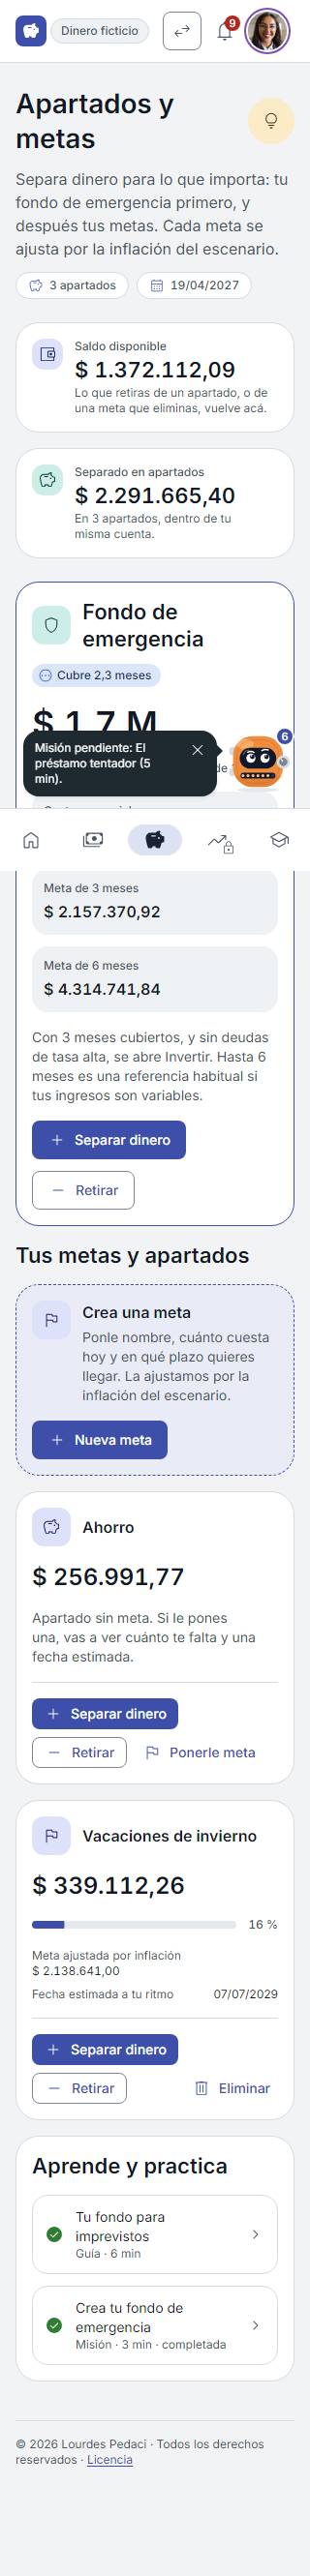 Dinero ficticio
9
Apartados y
metas
Separa dinero para lo que importa: tu
fondo de emergencia primero, y
después tus metas. Cada meta se
ajusta por la inflación del escenario.
3 apartados
19/04/2027
Saldo disponible
$ 1.372.112,09
Lo que retiras de un apartado, o de
una meta que eliminas, vuelve acá.
Separado en apartados
$ 2.291.665,40
En 3 apartados, dentro de tu
misma cuenta.
Fondo de
emergencia
Cubre 2,3 meses
$ 1,7 M
Misión pendiente: El
préstamo tentador (5
min).
6
de
Meta de 3 meses
$ 2.157.370,92
Meta de 6 meses
$ 4.314.741,84
Con 3 meses cubiertos, y sin deudas
de tasa alta, se abre Invertir. Hasta 6
meses es una referencia habitual si
tus ingresos son variables.
Separar dinero
Retirar
Tus metas y apartados
Crea una meta
Ponle nombre, cuánto cuesta
hoy y en qué plazo quieres
llegar. La ajustamos por la
inflación del escenario.
Nueva meta
Ahorro
$ 256.991,77
Apartado sin meta. Si le pones
una, vas a ver cuánto te falta y una
fecha estimada.
Separar dinero
Retirar
Ponerle meta
Vacaciones de invierno
$ 339.112,26
16 %
Meta ajustada por inflación
$ 2.138.641,00
Fecha estimada a tu ritmo
07/07/2029
Separar dinero
Retirar
Eliminar
Aprende y practica
Tu fondo para
imprevistos
Guía · 6 min
Crea tu fondo de
emergencia
Misión · 3 min · completada
© 2026 Lourdes Pedaci · Todos los derechos
reservados · Licencia